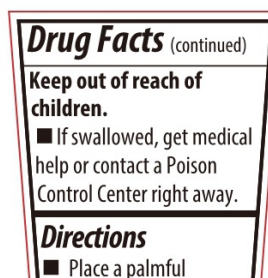 Drug Facts (continued)
Keep out of reach of
children.
■ If swallowed, get medical
help or contact a Poison
Control Center right away.
Directions
■ Place a palmful